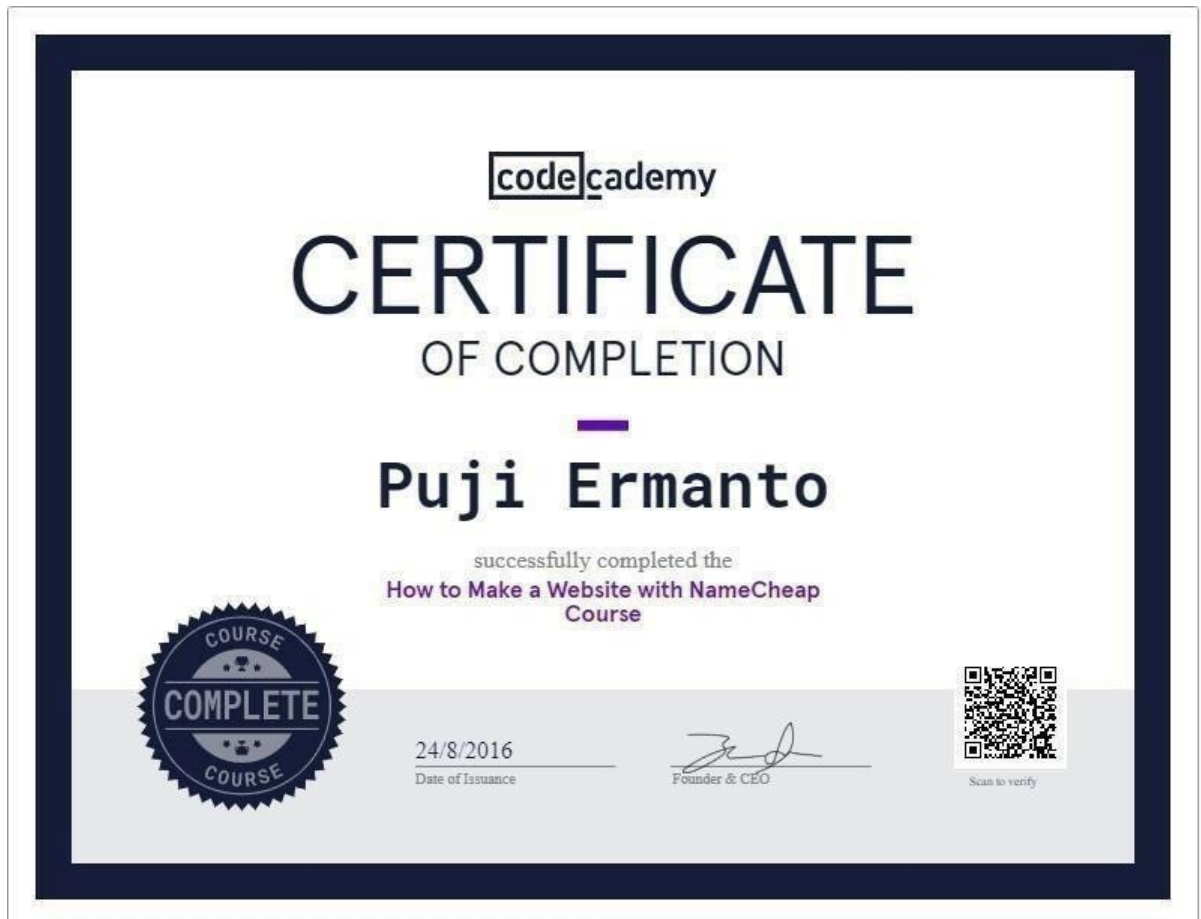 codecademy
CERTIFICATE
OF COMPLETION
Puji Ermanto
successfully completed the
How to Make a Website with NameCheap
Course
COURSE
COMPLETE
COURSE
24/8/2016
Date of Issuance
Founder & CEO
Scan to verify